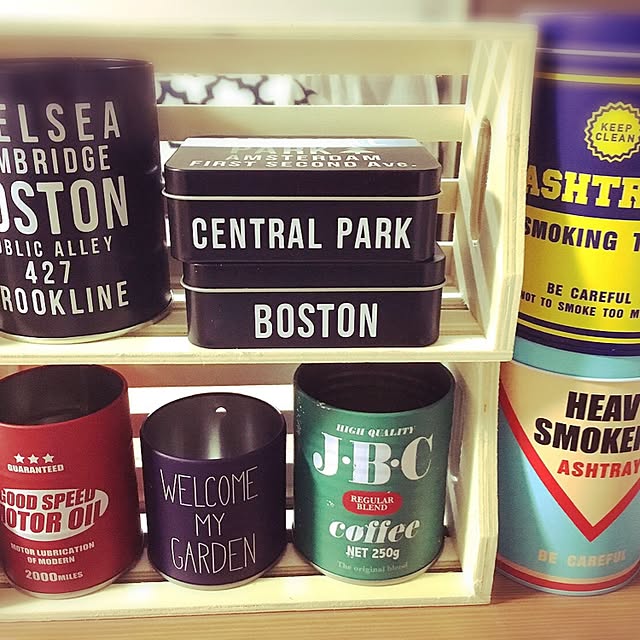 ELSEA
MBRIDGE
OSTON
UBLIC ALLEY
427
ROOKLINE
PARK
AMSTERDAM
FIRST SECOND AVE.
CENTRAL PARK
BOSTON
KEEP
CLEAN
ASHTR
SMOKING T
BE CAREFUL
NOT TO SMOKE TOO M
GUARANTEED
GOOD SPEED
MOTOR OIL
MOTOR LUBRICATION
OF MODERN
2000MILES
WELCOME
MY
GARDEN
HIGH QUALITY
J·B·C
REGULAR
BLEND
coffee
NET 250g
The original blend
HEAV
SMOKE
ASHTRAY
BE CAREFUL